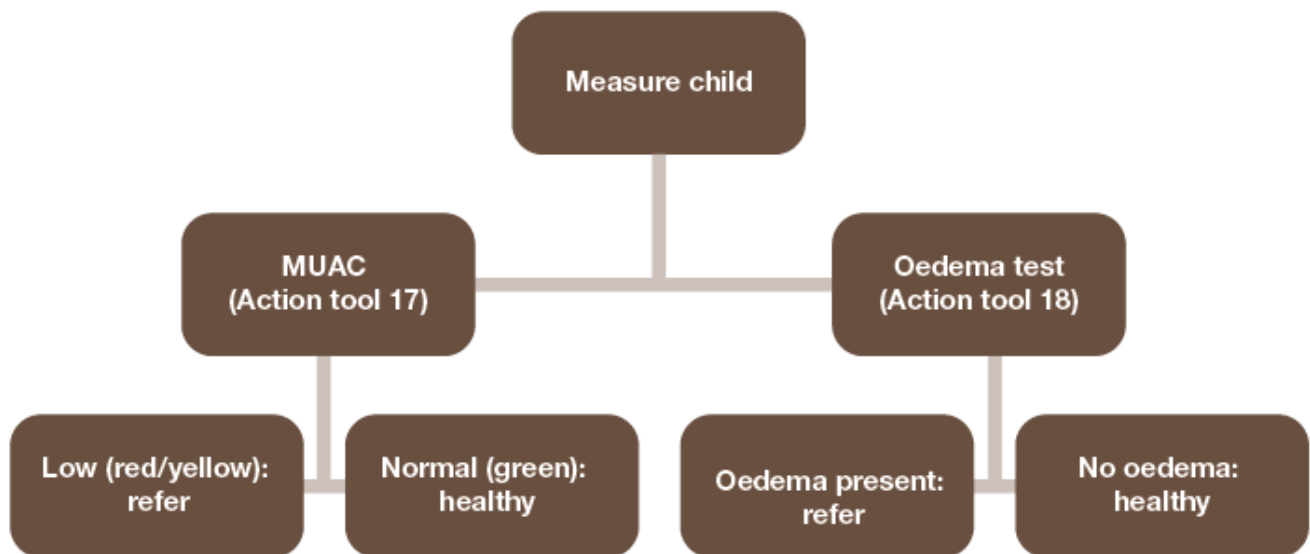 Measure child
MUAC
(Action tool 17)
Oedema test
(Action tool 18)
Low (red/yellow):
refer
Normal (green):
healthy
Oedema present:
refer
No oedema:
healthy